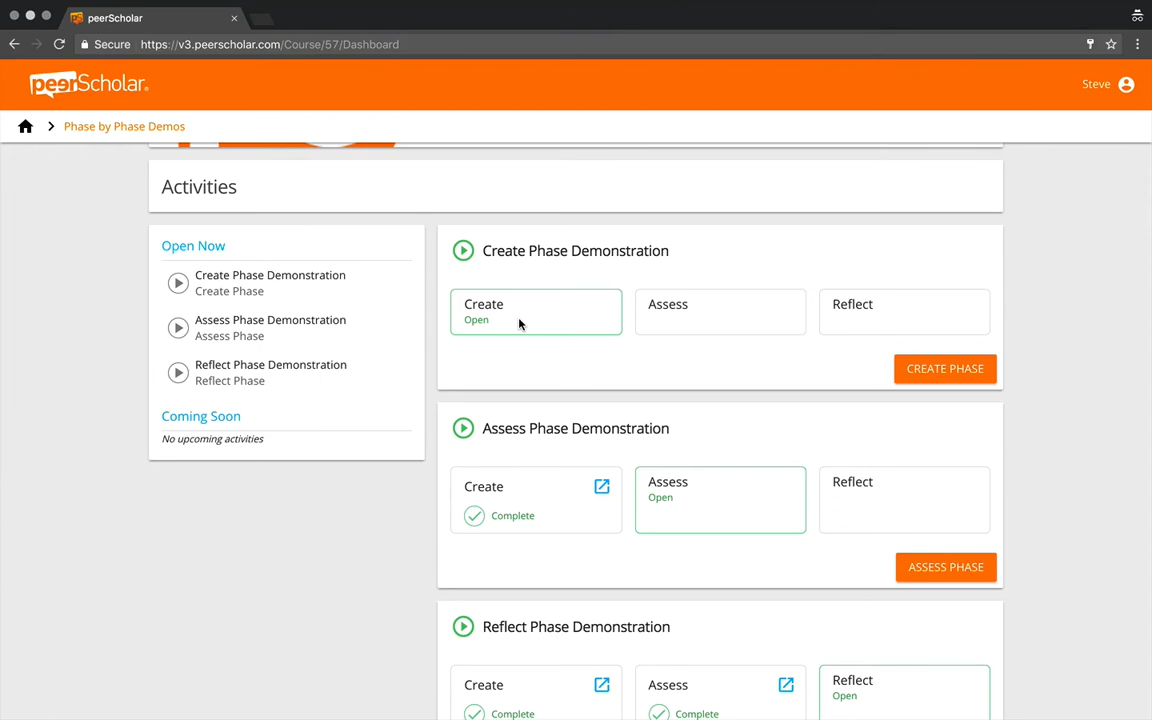 peerScholar
Secure https://v3.peerscholar.com/Course/57/Dashboard
peerScholar
Steve
Phase by Phase Demos
Activities
Open Now
Create Phase Demonstration
Create Phase
Assess Phase Demonstration
Assess Phase
Reflect Phase Demonstration
Reflect Phase
Coming Soon
No upcoming activities
Create Phase Demonstration
Create
Open
Assess
Reflect
CREATE PHASE
Assess Phase Demonstration
Create
Complete
Assess
Open
Reflect
ASSESS PHASE
Reflect Phase Demonstration
Create
Complete
Assess
Complete
Reflect
Open